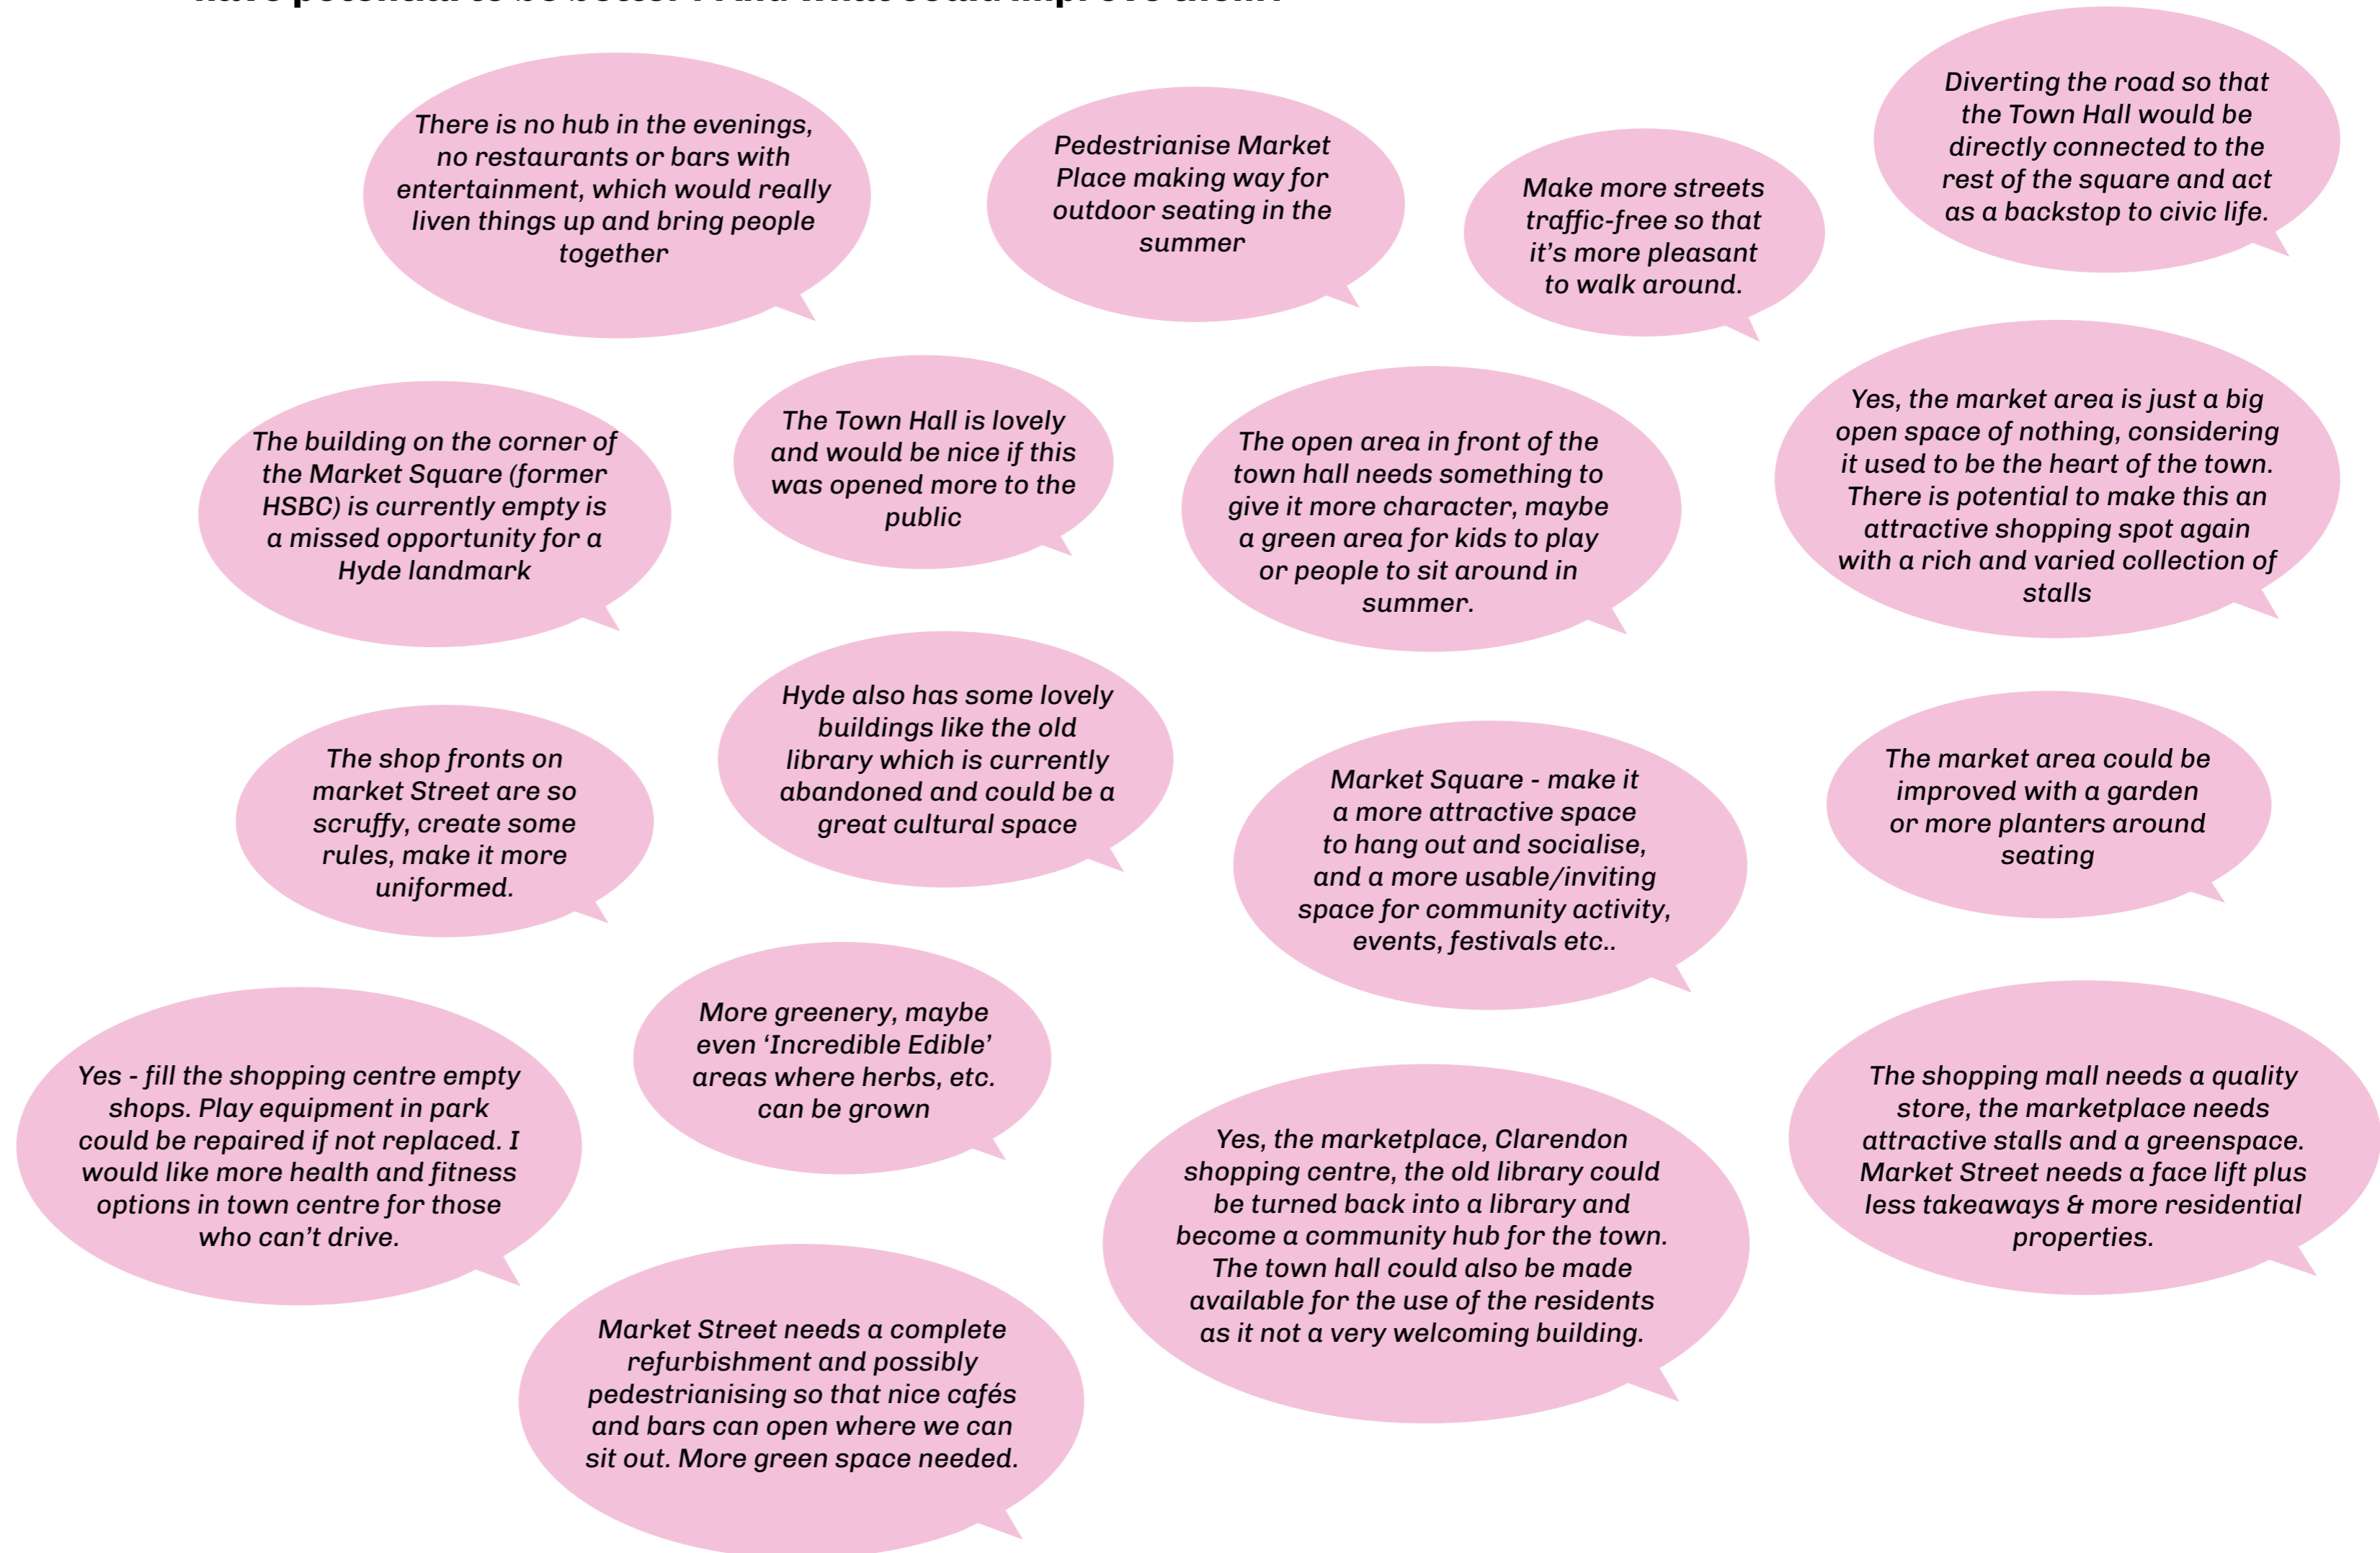 have potential to be better? And what could improve them?
There is no hub in the evenings,
no restaurants or bars with
entertainment, which would really
liven things up and bring people
together
Pedestrianise Market
Place making way for
outdoor seating in the
summer
Make more streets
traffic-free so that
it's more pleasant
to walk around.
Diverting the road so that
the Town Hall would be
directly connected to the
rest of the square and act
as a backstop to civic life.
The building on the corner of
the Market Square (former
HSBC) is currently empty is
a missed opportunity for a
Hyde landmark
The Town Hall is lovely
and would be nice if this
was opened more to the
public
The open area in front of the
town hall needs something to
give it more character, maybe
a green area for kids to play
or people to sit around in
summer.
Yes, the market area is just a big
open space of nothing, considering
it used to be the heart of the town.
There is potential to make this an
attractive shopping spot again
with a rich and varied collection of
stalls
The shop fronts on
market Street are so
scruffy, create some
rules, make it more
uniformed.
Hyde also has some lovely
buildings like the old
library which is currently
abandoned and could be a
great cultural space
Market Square - make it
a more attractive space
to hang out and socialise,
and a more usable/inviting
space for community activity,
events, festivals etc..
The market area could be
improved with a garden
or more planters around
seating
Yes - fill the shopping centre empty
shops. Play equipment in park
could be repaired if not replaced. I
would like more health and fitness
options in town centre for those
who can't drive.
More greenery, maybe
even ‘Incredible Edible’
areas where herbs, etc.
can be grown
Yes, the marketplace, Clarendon
shopping centre, the old library could
be turned back into a library and
become a community hub for the town.
The town hall could also be made
available for the use of the residents
as it not a very welcoming building.
The shopping mall needs a quality
store, the marketplace needs
attractive stalls and a greenspace.
Market Street needs a face lift plus
less takeaways & more residential
properties.
Market Street needs a complete
refurbishment and possibly
pedestrianising so that nice cafés
and bars can open where we can
sit out. More green space needed.